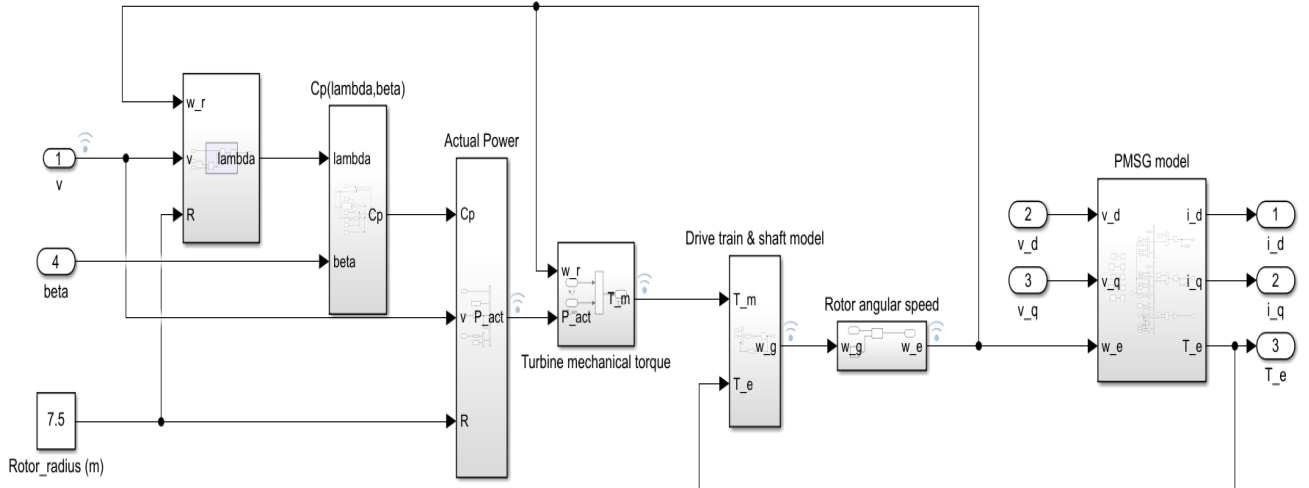 w_r
v
R
lambda
1
v
4
beta
7.5
Rotor_radius (m)
Cp(lambda,beta)
lambda
beta
Cp
Actual Power
Cp
v
R
P_act
w_r
P_act
T_m
Turbine mechanical torque
Drive train & shaft model
T_m
T_e
w_g
Rotor angular speed
w_g
w_e
2
v_d
3
v_q
PMSG model
v_d
v_q
w_e
i_d
i_q
T_e
1
i_d
2
i_q
3
T_e